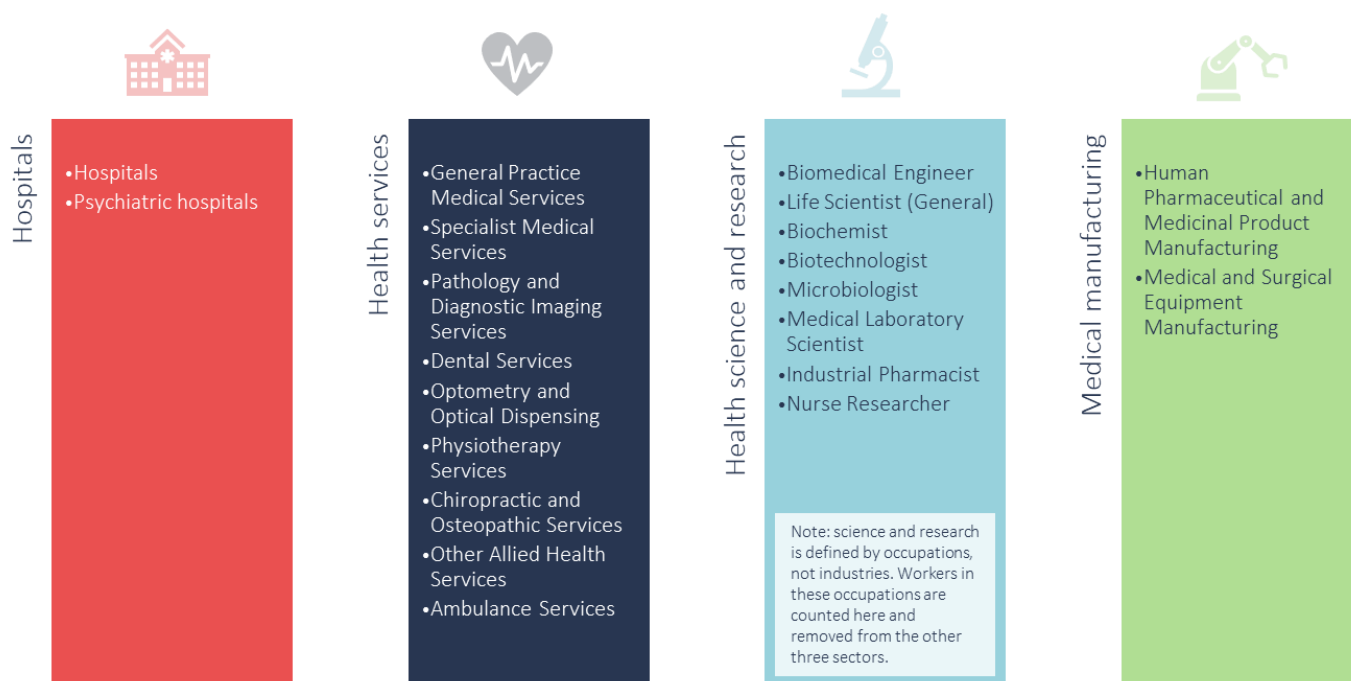 Hospitals
•Hospitals
•Psychiatric hospitals
Health services
•General Practice
Medical Services
•Specialist Medical
Services
•Pathology and
Diagnostic Imaging
Services
•Dental Services
•Optometry and
Optical Dispensing
•Physiotherapy
Services
•Chiropractic and
Osteopathic Services
•Other Allied Health
Services
•Ambulance Services
Health science and research
•Biomedical Engineer
•Life Scientist (General)
•Biochemist
•Biotechnologist
•Microbiologist
•Medical Laboratory
Scientist
•Industrial Pharmacist
•Nurse Researcher
Note: science and research
is defined by occupations,
not industries. Workers in
these occupations are
counted here and
removed from the other
three sectors.
Medical manufacturing
•Human
Pharmaceutical and
Medicinal Product
Manufacturing
•Medical and Surgical
Equipment
Manufacturing